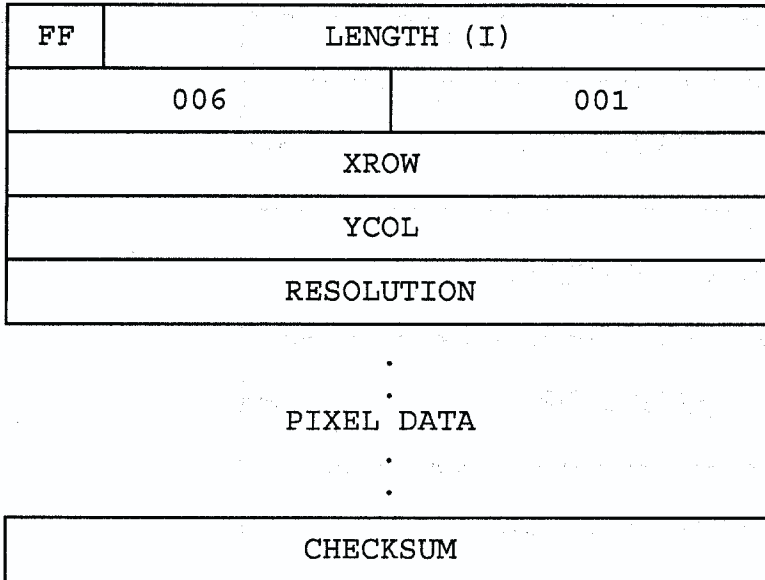 FF LENGTH (I)
006 001
XROW
YCOL
RESOLUTION
.
.
PIXEL DATA
.
.
CHECKSUM